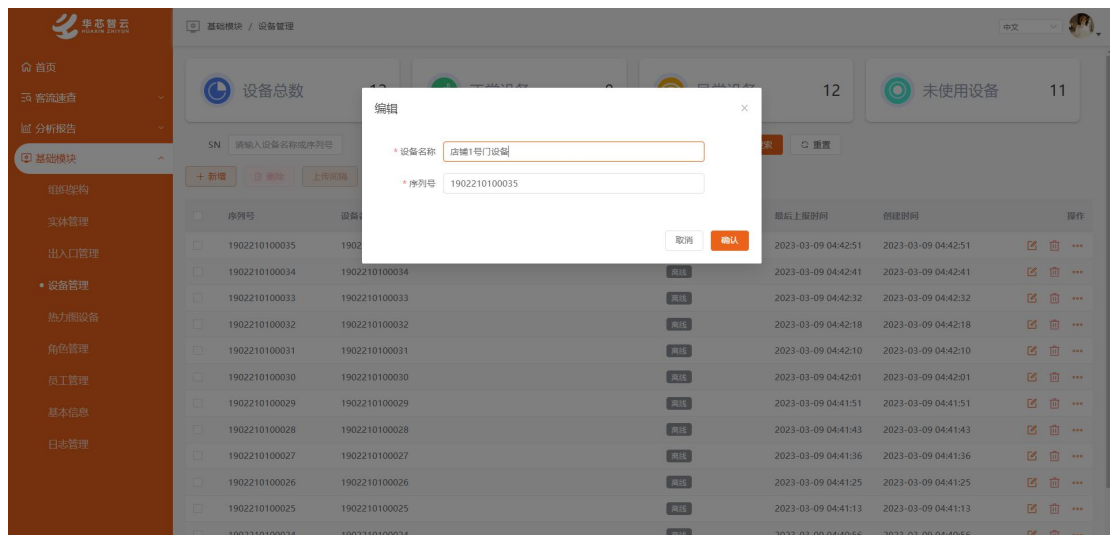 华芯智云
HUAXIN ZHIYUN
基础模块 / 设备管理
中文
首页
客流速查
分析报告
基础模块
组织架构
实体管理
出入口管理
设备管理
热力图设备
角色管理
员工管理
基本信息
日志管理
设备总数
12
未使用设备 11
SN 请输入设备名称或序列号
重置
+ 新增 删除 上传间隔
编辑
* 设备名称 店铺1号门设备
* 序列号 1902210100035
取消 确认
序列号 最后上报时间 创建时间 操作
1902210100035 1902 2023-03-09 04:42:51 2023-03-09 04:42:51
1902210100034 1902210100034 离线 2023-03-09 04:42:41 2023-03-09 04:42:41
1902210100033 1902210100033 离线 2023-03-09 04:42:32 2023-03-09 04:42:32
1902210100032 1902210100032 离线 2023-03-09 04:42:18 2023-03-09 04:42:18
1902210100031 1902210100031 离线 2023-03-09 04:42:10 2023-03-09 04:42:10
1902210100030 1902210100030 离线 2023-03-09 04:42:01 2023-03-09 04:42:01
1902210100029 1902210100029 离线 2023-03-09 04:41:51 2023-03-09 04:41:51
1902210100028 1902210100028 离线 2023-03-09 04:41:43 2023-03-09 04:41:43
1902210100027 1902210100027 离线 2023-03-09 04:41:36 2023-03-09 04:41:36
1902210100026 1902210100026 离线 2023-03-09 04:41:25 2023-03-09 04:41:25
1902210100025 1902210100025 离线 2023-03-09 04:41:13 2023-03-09 04:41:13